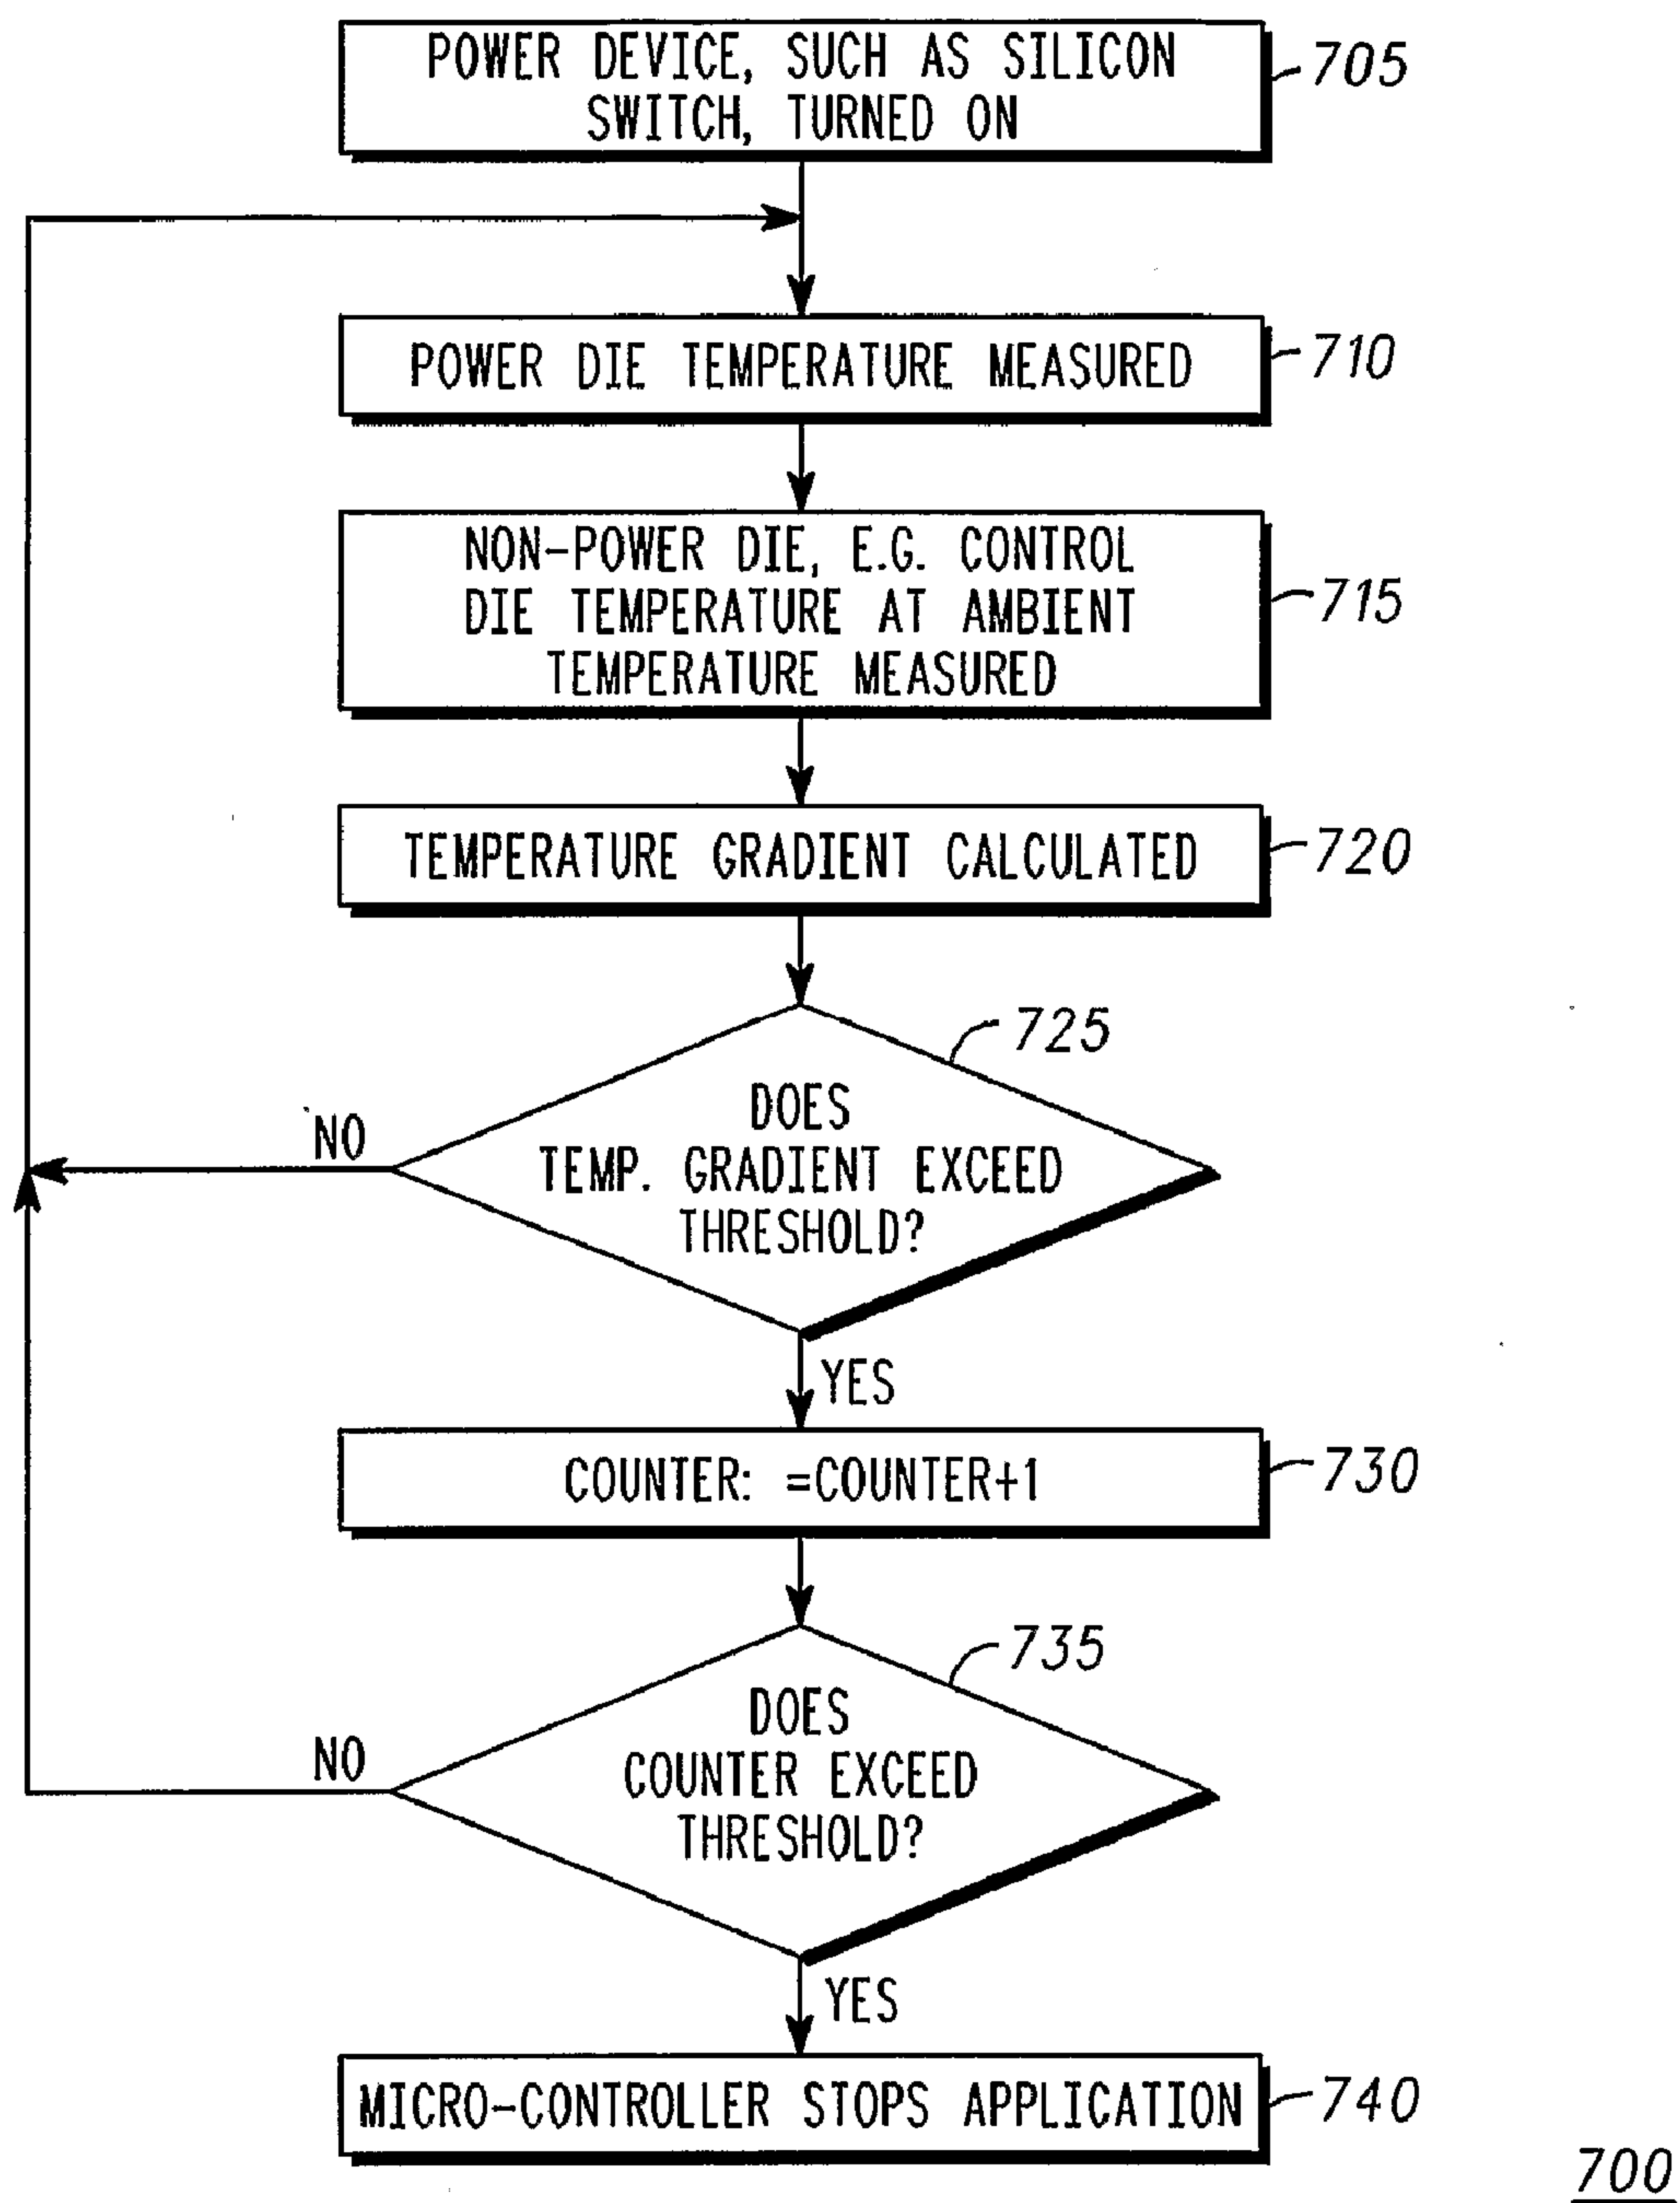 POWER DEVICE, SUCH AS SILICON
SWITCH, TURNED ON
705
POWER DIE TEMPERATURE MEASURED
710
NON-POWER DIE, E.G. CONTROL
DIE TEMPERATURE AT AMBIENT
TEMPERATURE MEASURED
715
TEMPERATURE GRADIENT CALCULATED
720
725
DOES
TEMP. GRADIENT EXCEED
THRESHOLD?
NO
YES
COUNTER: =COUNTER+1
730
735
DOES
COUNTER EXCEED
THRESHOLD?
NO
YES
MICRO-CONTROLLER STOPS APPLICATION
740
700